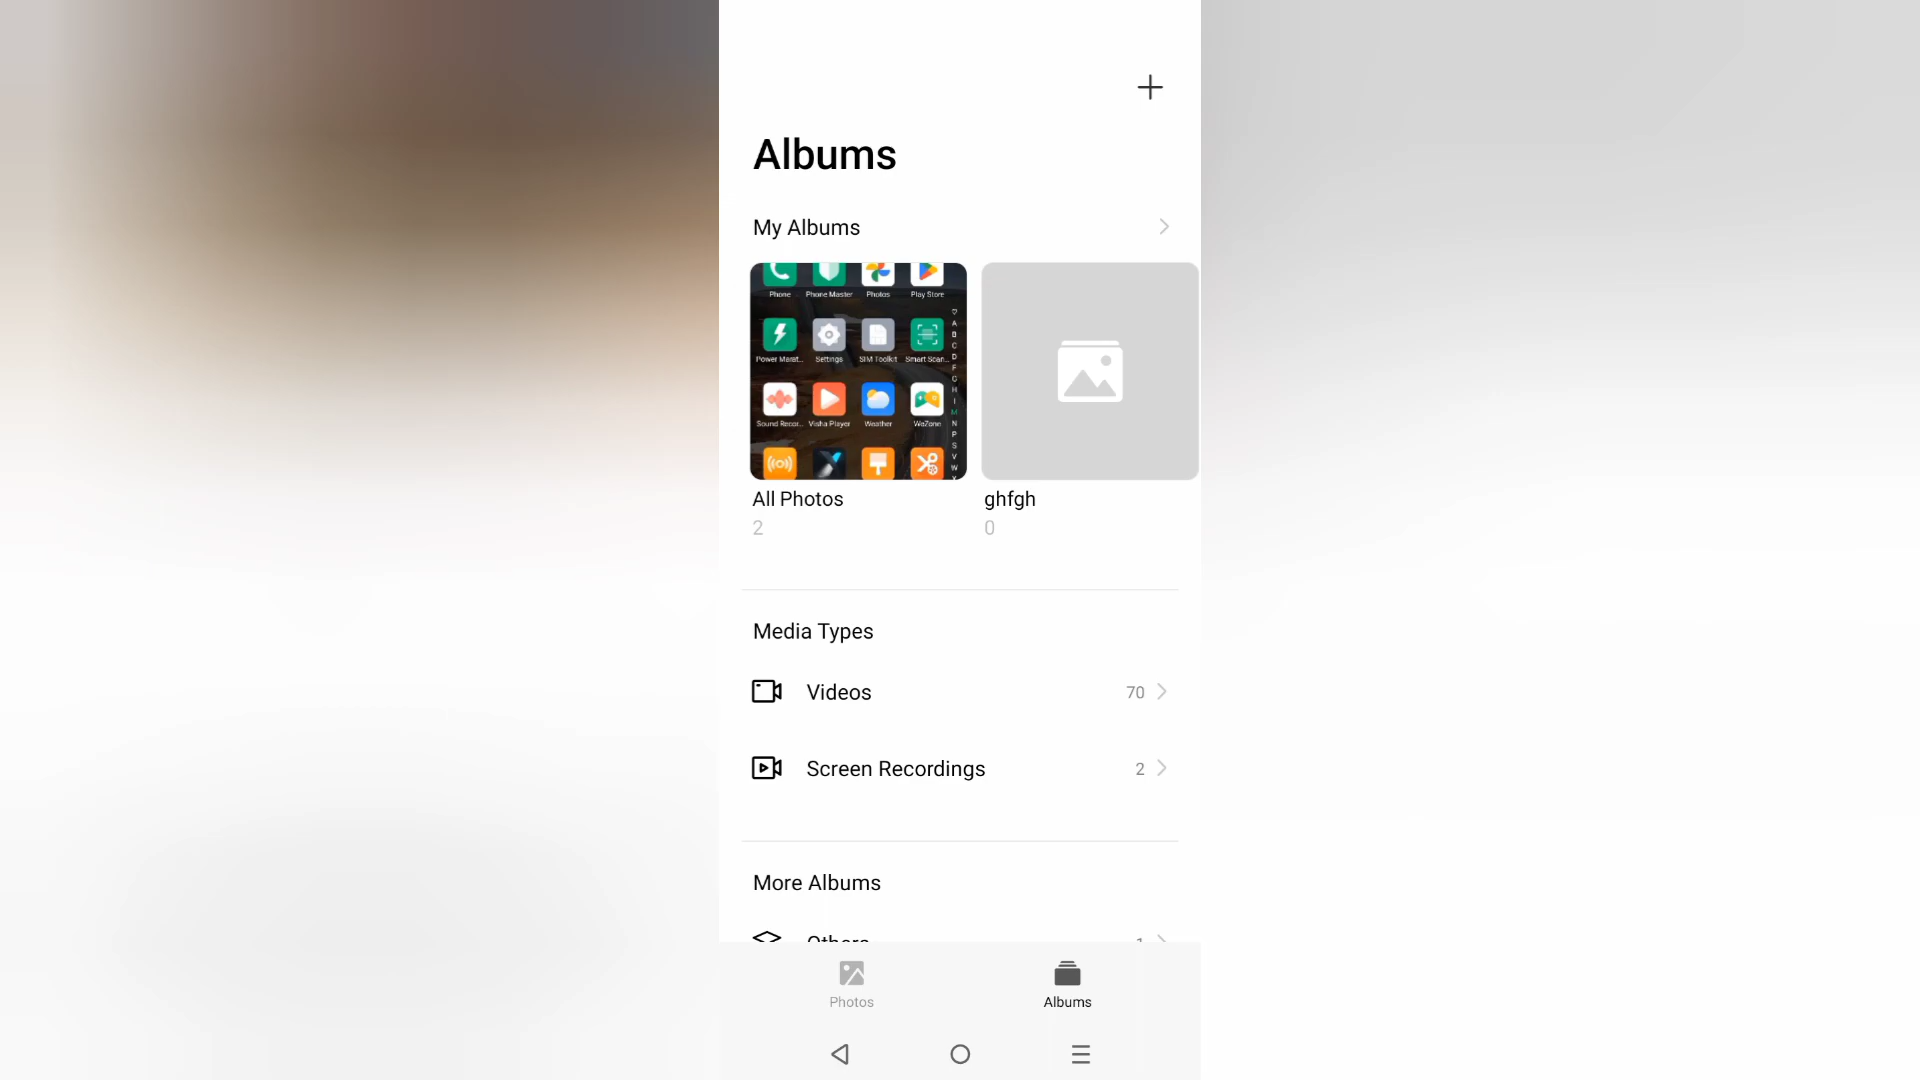 Albums
My Albums
Phone Phone Master Photos Play Store
Power Marat... Settings SIM Toolkit Smart Scan...
Sound Recor... Visha Player Weather WeZone
A
B
C
D
F
G
H
I
M
N
P
S
V
W
All Photos
2
ghfgh
0
Media Types
Videos 70
Screen Recordings 2
More Albums
Others 1
Photos Albums